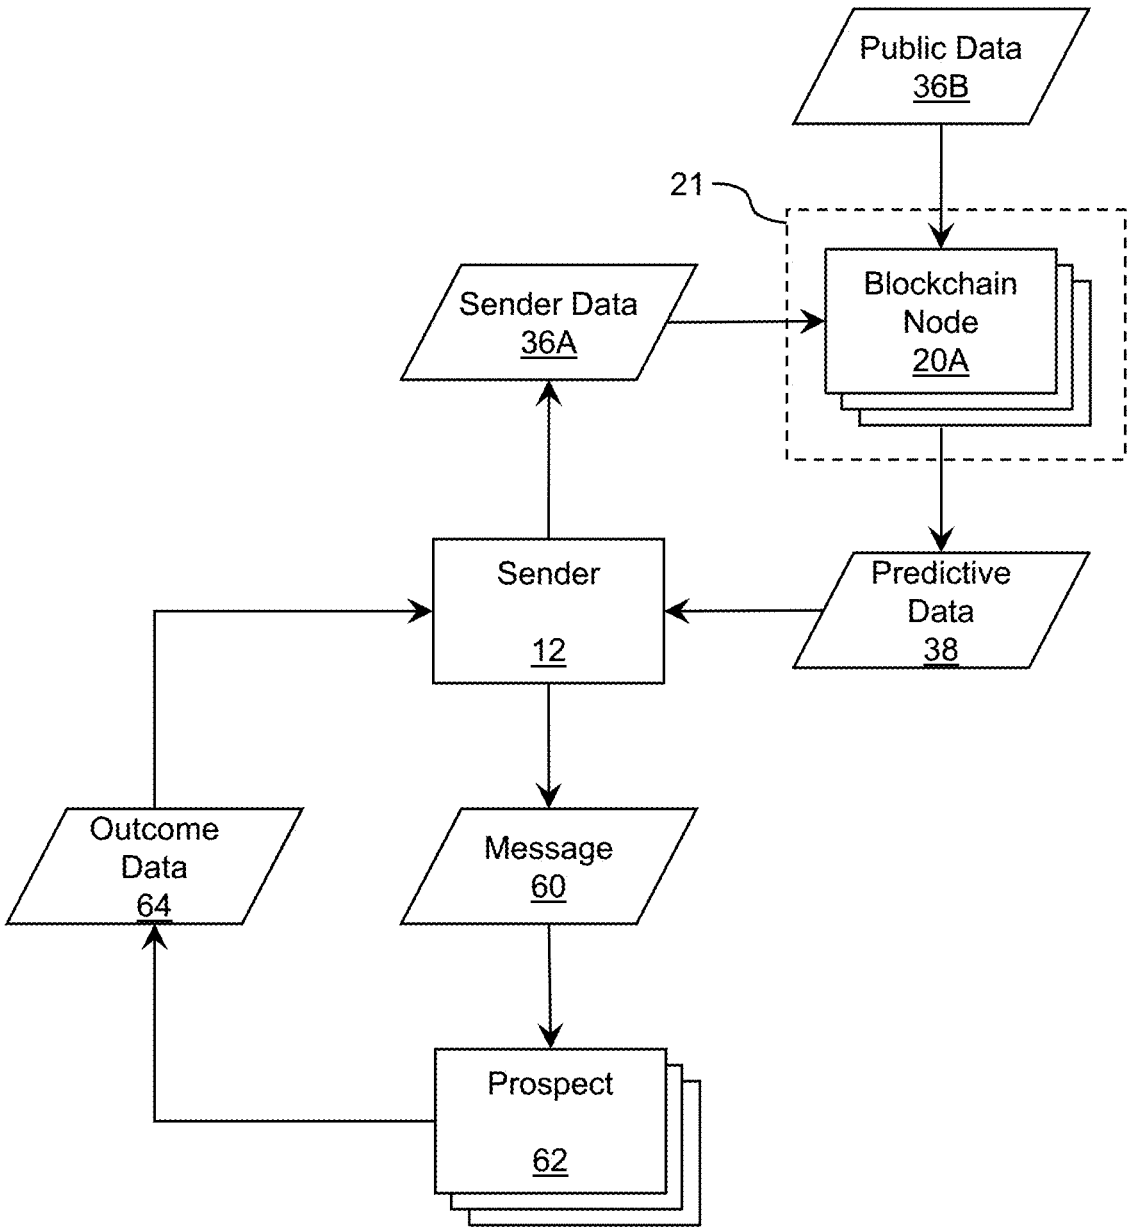 Public Data
36B
21
Blockchain
Node
20A
Sender Data
36A
Sender
12
Predictive
Data
38
Outcome
Data
64
Message
60
Prospect
62